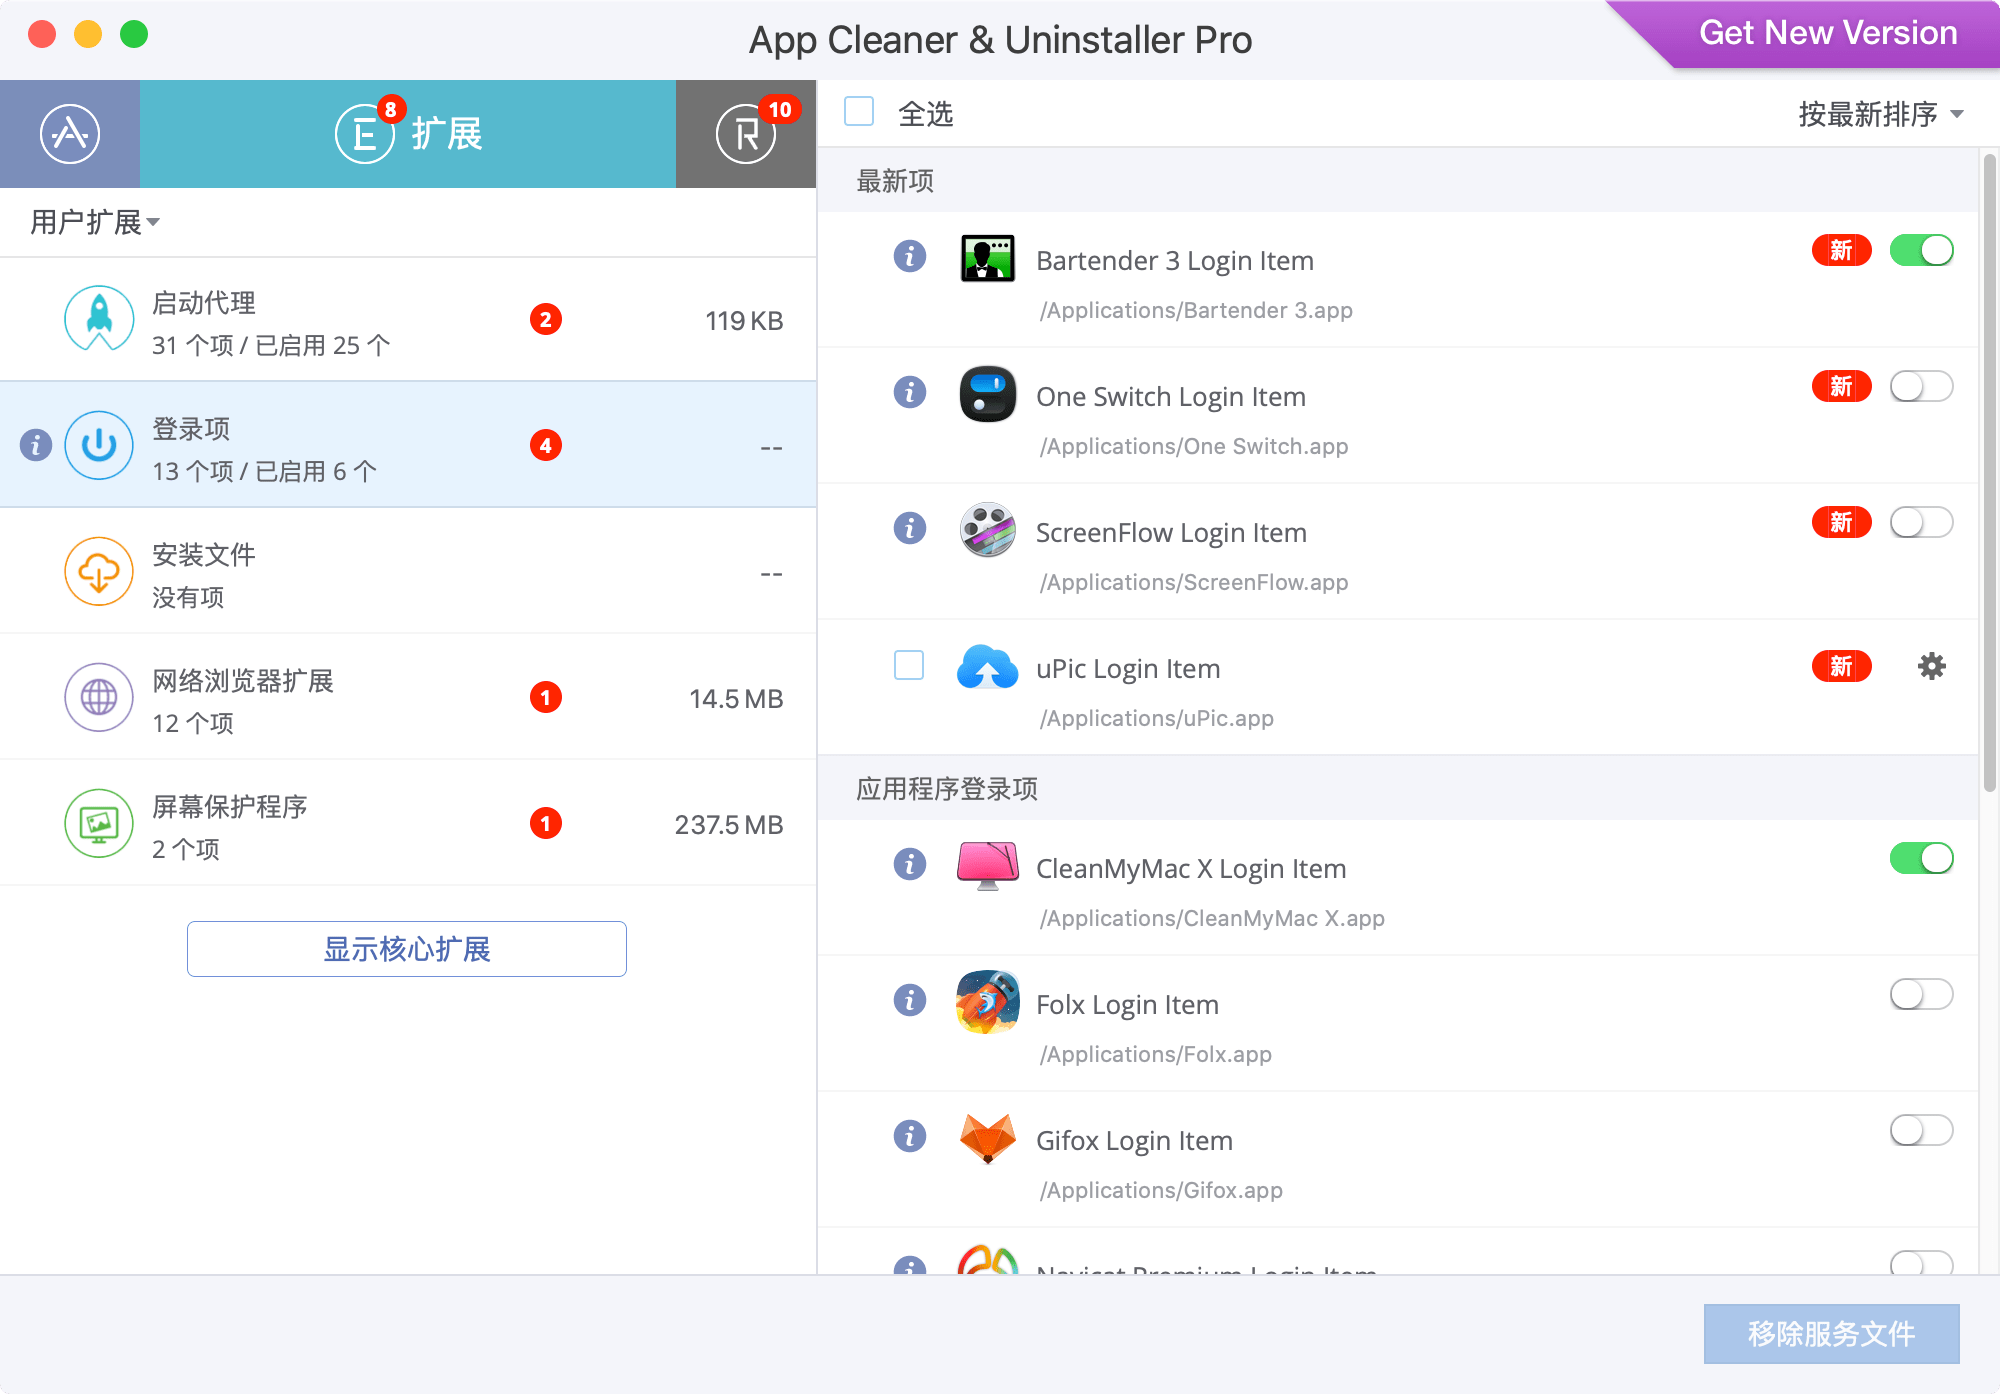 App Cleaner & Uninstaller Pro
Get New Version
E
8
扩展
R
10
全选
按最新排序
用户扩展
启动代理
31 个项 / 已启用 25 个
2
119 KB
登录项
13 个项 / 已启用 6 个
4
--
安装文件
没有项
--
网络浏览器扩展
12 个项
1
14.5 MB
屏幕保护程序
2 个项
1
237.5 MB
显示核心扩展
最新项
Bartender 3 Login Item
新
/Applications/Bartender 3.app
One Switch Login Item
新
/Applications/One Switch.app
ScreenFlow Login Item
新
/Applications/ScreenFlow.app
uPic Login Item
新
/Applications/uPic.app
应用程序登录项
CleanMyMac X Login Item
/Applications/CleanMyMac X.app
Folx Login Item
/Applications/Folx.app
Gifox Login Item
/Applications/Gifox.app
Navicat Premium Login Item
移除服务文件